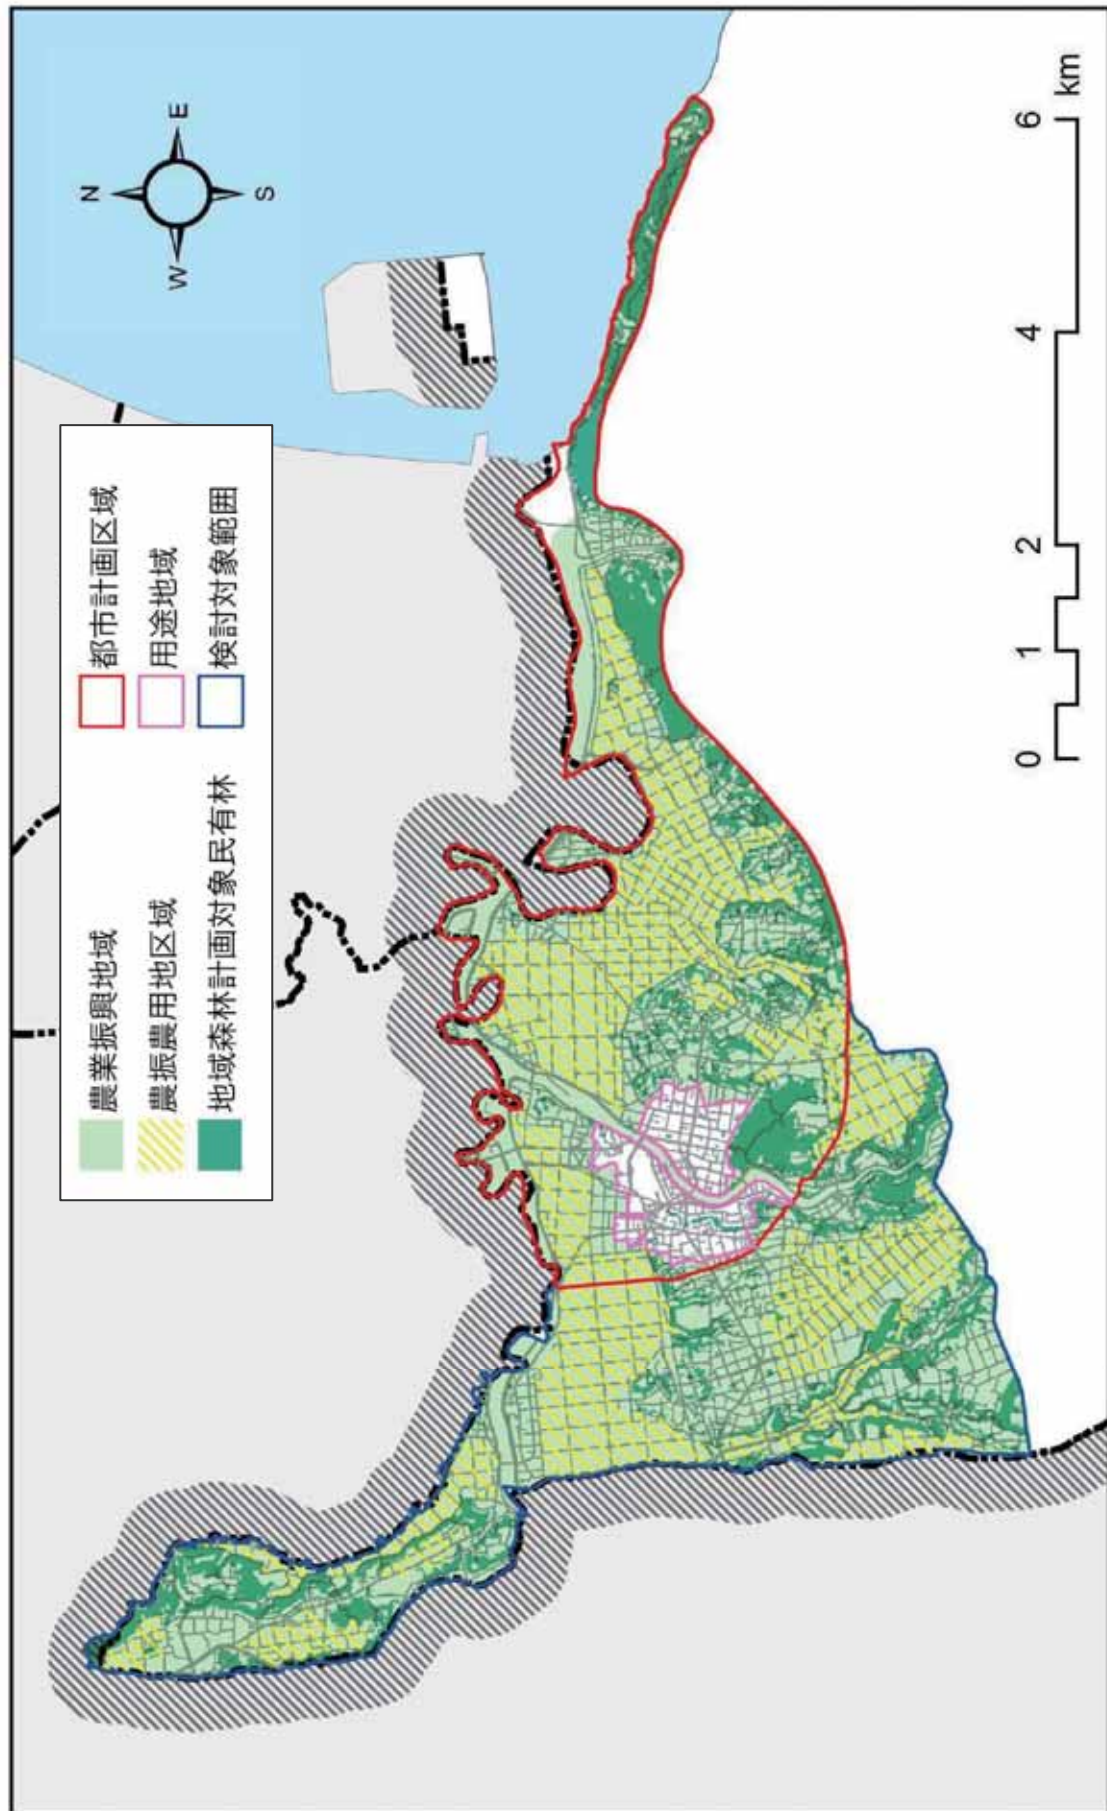 農業振興地域 都市計画区域
農振農用地区域 用途地域
地域森林計画対象民有林 検討対象範囲
N
W E
S
0 1 2 4 6
km